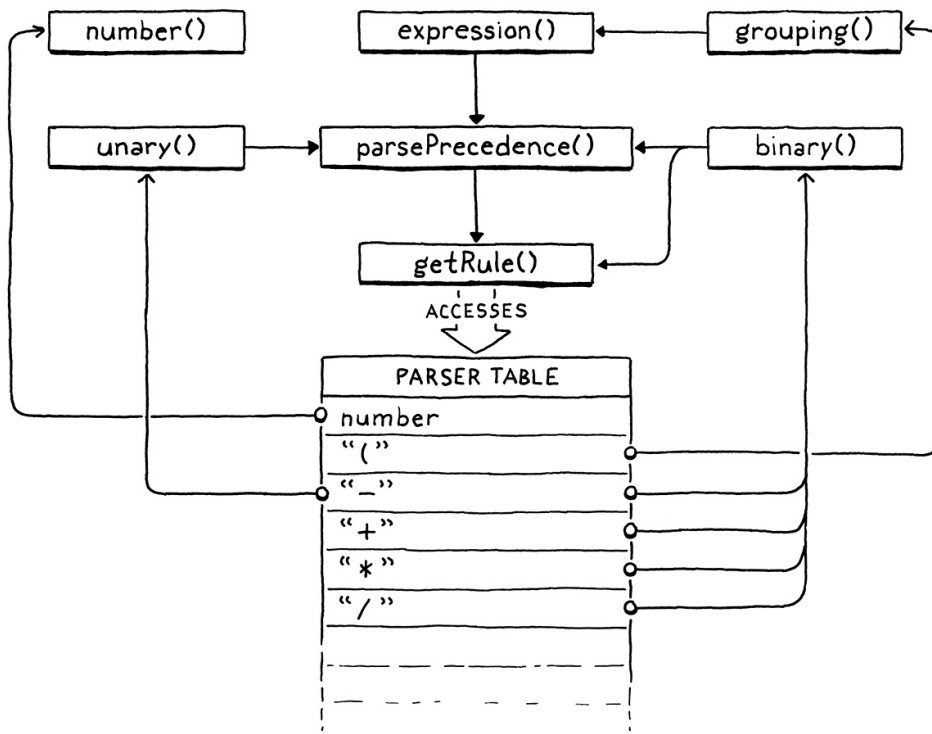 number()
expression()
grouping()
unary()
parsePrecedence()
binary()
getRule()
ACCESSES
PARSER TABLE
number
“(”
“-”
“+”
“*”
“/”